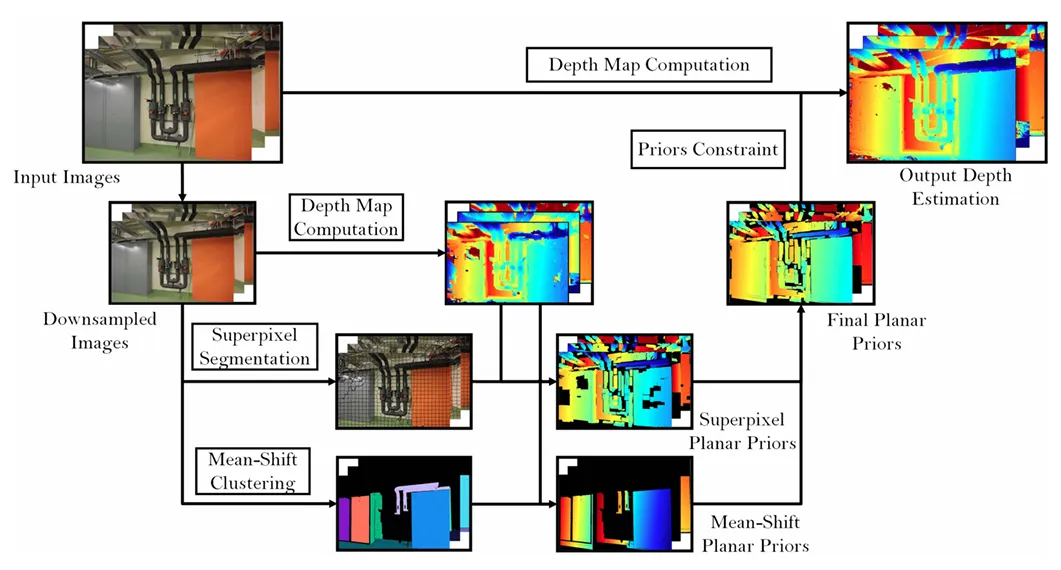 Depth Map Computation
Priors Constraint
Input Images
Output Depth
Estimation
Depth Map
Computation
Downsampled
Images
Final Planar
Priors
Superpixel
Segmentation
Superpixel
Planar Priors
Mean-Shift
Clustering
Mean-Shift
Planar Priors